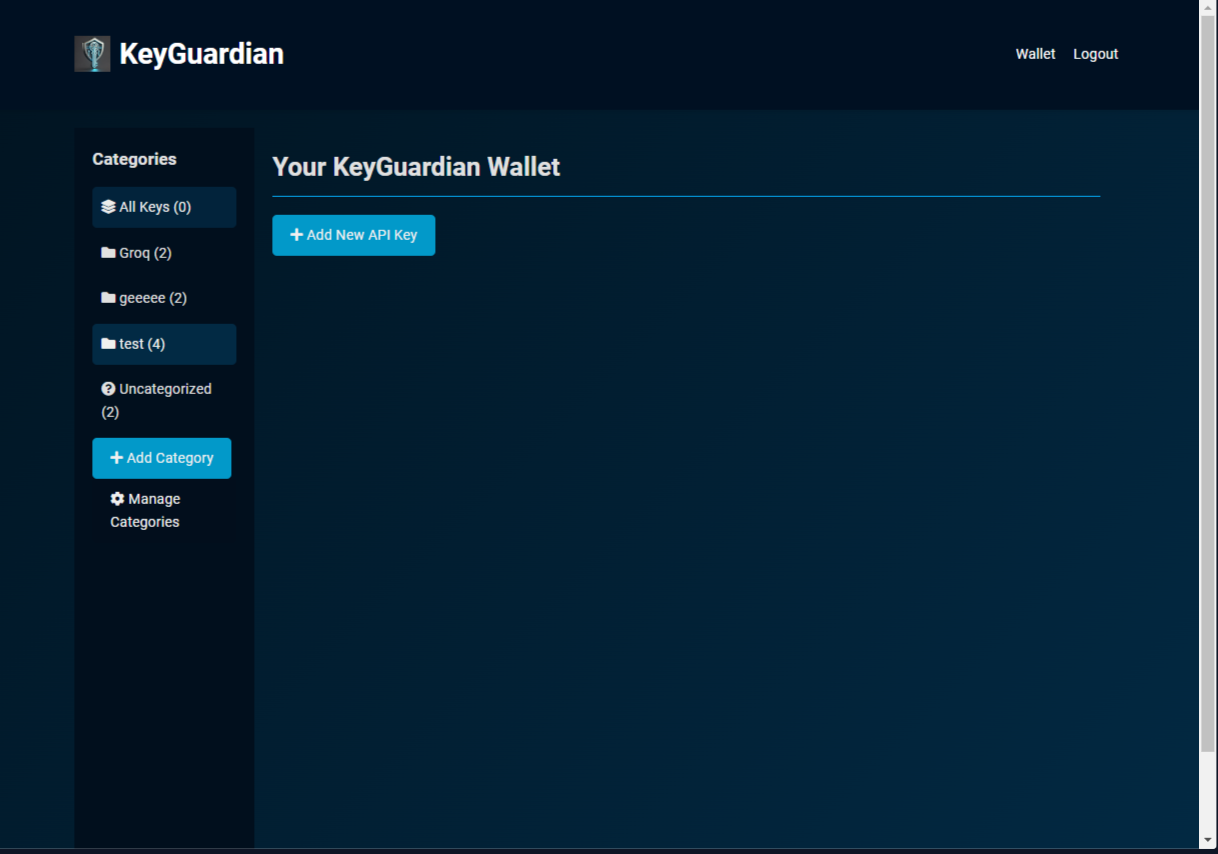 KeyGuardian
Wallet Logout
Categories
All Keys (0)
Groq (2)
geeeee (2)
test (4)
Uncategorized
(2)
Add Category
Manage
Categories
Your KeyGuardian Wallet
Add New API Key